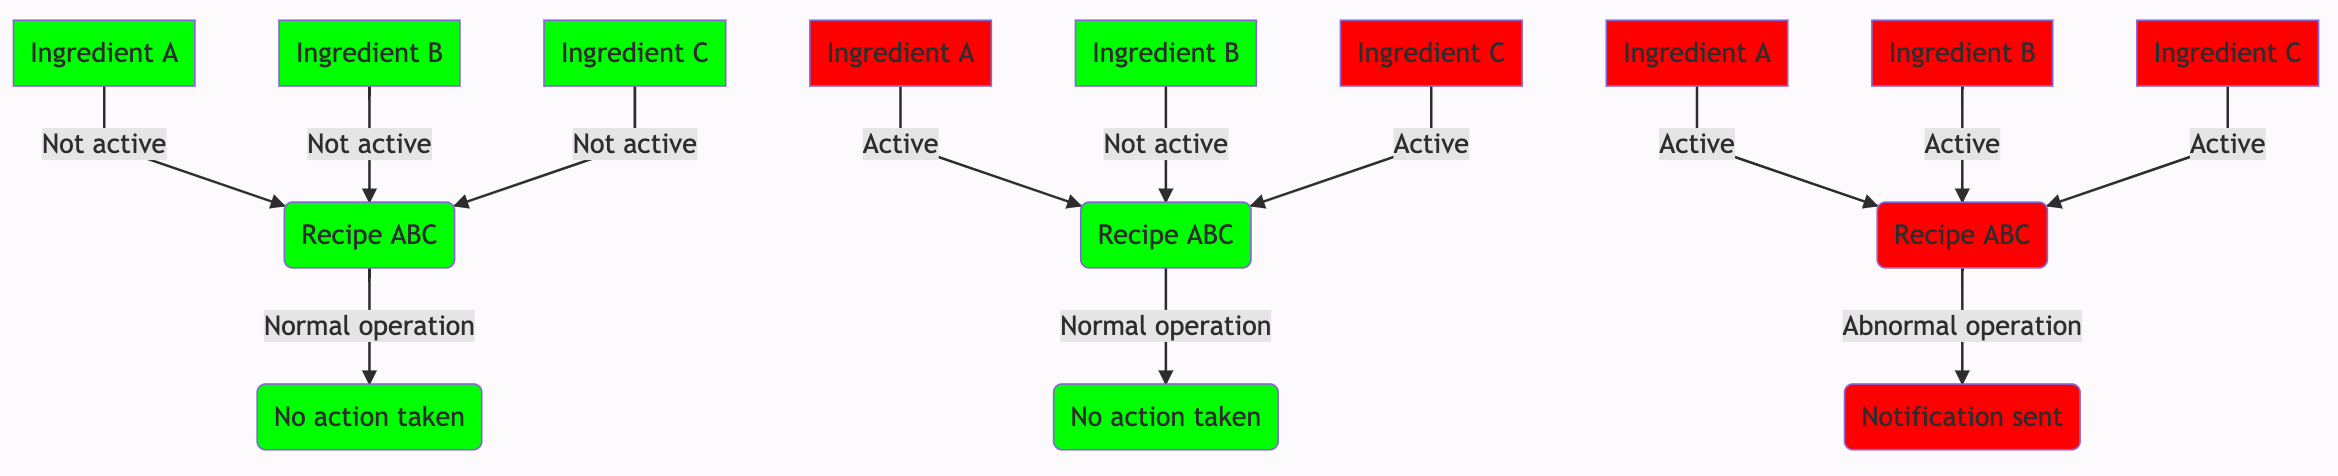 Ingredient A
Ingredient B
Ingredient C
Not active
Not active
Not active
Recipe ABC
Normal operation
No action taken
Ingredient A
Ingredient B
Ingredient C
Active
Not active
Active
Recipe ABC
Normal operation
No action taken
Ingredient A
Ingredient B
Ingredient C
Active
Active
Active
Recipe ABC
Abnormal operation
Notification sent